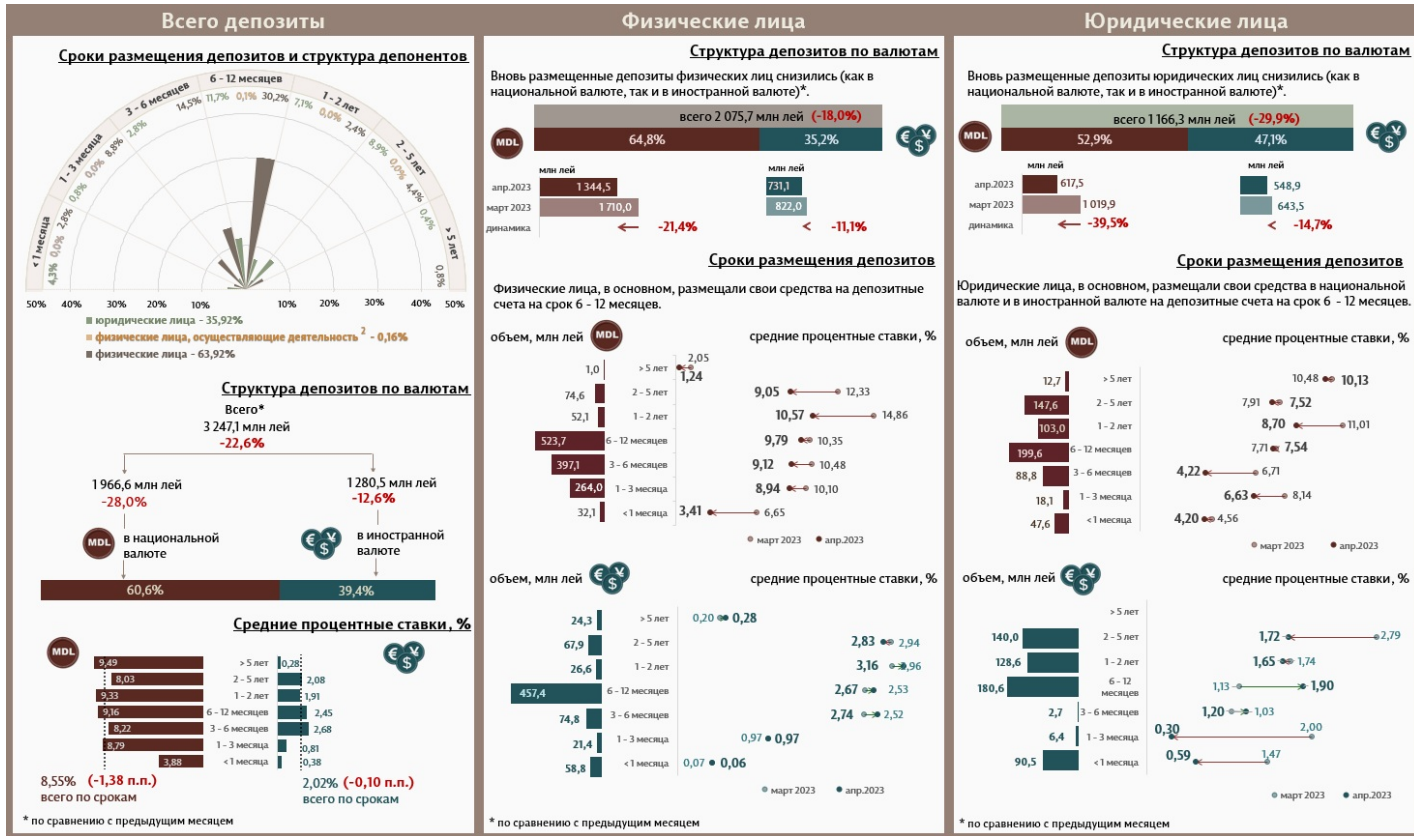 Всего депозиты
Сроки размещения депозитов и структура депонентов
< 1 месяца
1 - 3 месяца
3 - 6 месяцев
6 - 12 месяцев
1 - 2 лет
2 - 5 лет
> 5 лет
4,3% 0,0% 2,8%
0,8% 0,0% 8,8%
2,8% 14,5%
11,7% 0,1% 30,2%
7,1% 0,0% 2,4%
8,9% 0,0% 4,4%
0,4% 0,8%
50% 40% 30% 20% 10% 10% 20% 30% 40% 50%
юридические лица - 35,92%
физические лица, осуществляющие деятельность 2 - 0,16%
физические лица - 63,92%
Структура депозитов по валютам
Всего*
3 247,1 млн лей
-22,6%
1 966,6 млн лей 1 280,5 млн лей
-28,0% -12,6%
MDL в национальной валюте
€ ¥ $ в иностранной валюте
60,6% 39,4%
Средние процентные ставки, %
MDL € ¥ $
9,49 > 5 лет 0,28
8,03 2 - 5 лет 2,08
9,33 1 - 2 лет 1,91
9,16 6 - 12 месяцев 2,45
8,22 3 - 6 месяцев 2,68
8,79 1 - 3 месяца 0,81
3,88 < 1 месяца 0,38
8,55% (-1,38 п.п.) 2,02% (-0,10 п.п.)
всего по срокам всего по срокам
* по сравнению с предыдущим месяцем
Физические лица
Структура депозитов по валютам
Вновь размещенные депозиты физических лиц снизились (как в
национальной валюте, так и в иностранной валюте)*.
всего 2 075,7 млн лей (-18,0%)
MDL 64,8% 35,2% € ¥ $
млн лей млн лей
апр.2023 1 344,5 731,1
март 2023 1 710,0 822,0
динамика -21,4% -11,1%
Сроки размещения депозитов
Физические лица, в основном, размещали свои средства на депозитные
счета на срок 6 - 12 месяцев.
объем, млн лей MDL средние процентные ставки, %
1,0 > 5 лет 2,05 1,24
74,6 2 - 5 лет 9,05 12,33
52,1 1 - 2 лет 10,57 14,86
523,7 6 - 12 месяцев 9,79 10,35
397,1 3 - 6 месяцев 9,12 10,48
264,0 1 - 3 месяца 8,94 10,10
32,1 < 1 месяца 3,41 6,65
март 2023 апр.2023
объем, млн лей € ¥ $ средние процентные ставки, %
24,3 > 5 лет 0,20 0,28
67,9 2 - 5 лет 2,83 2,94
26,6 1 - 2 лет 3,16
457,4 6 - 12 месяцев 2,67 2,53
74,8 3 - 6 месяцев 2,74 2,52
21,4 1 - 3 месяца 0,97 0,97
58,8 < 1 месяца 0,07 0,06
март 2023 апр.2023
* по сравнению с предыдущим месяцем
Юридические лица
Структура депозитов по валютам
Вновь размещенные депозиты юридических лиц снизились (как в
национальной валюте, так и в иностранной валюте)*.
всего 1 166,3 млн лей (-29,9%)
MDL 52,9% 47,1% € ¥ $
млн лей млн лей
апр.2023 617,5 548,9
март 2023 1 019,9 643,5
динамика -39,5% -14,7%
Сроки размещения депозитов
Юридические лица, в основном, размещали свои средства в национальной
валюте и в иностранной валюте на депозитные счета на срок 6 - 12 месяцев.
объем, млн лей MDL средние процентные ставки, %
12,7 > 5 лет 10,48 10,13
147,6 2 - 5 лет 7,91 7,52
103,0 1 - 2 лет 8,70 11,01
199,6 6 - 12 месяцев 7,71 7,54
88,8 3 - 6 месяцев 4,22 6,71
18,1 1 - 3 месяца 6,63 8,14
47,6 < 1 месяца 4,20 4,56
март 2023 апр.2023
объем, млн лей € ¥ $ средние процентные ставки, %
> 5 лет
140,0 2 - 5 лет 1,72 2,79
128,6 1 - 2 лет 1,65 1,74
180,6 6 - 12 месяцев 1,13 1,90
2,7 3 - 6 месяцев 1,20 1,03
6,4 1 - 3 месяца 0,30 2,00
90,5 < 1 месяца 0,59 1,47
март 2023 апр.2023
* по сравнению с предыдущим месяцем